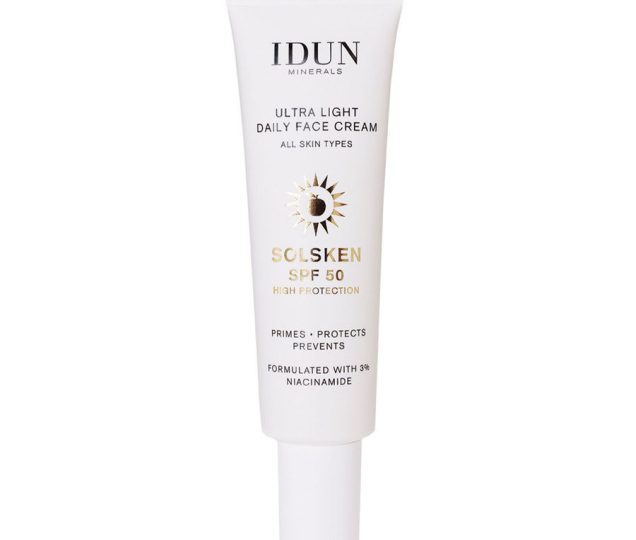 IDUN
MINERALS
ULTRA LIGHT
DAILY FACE CREAM
ALL SKIN TYPES
SOLSKEN
SPF 50
HIGH PROTECTION
PRIMES • PROTECTS
PREVENTS
FORMULATED WITH 3%
NIACINAMIDE